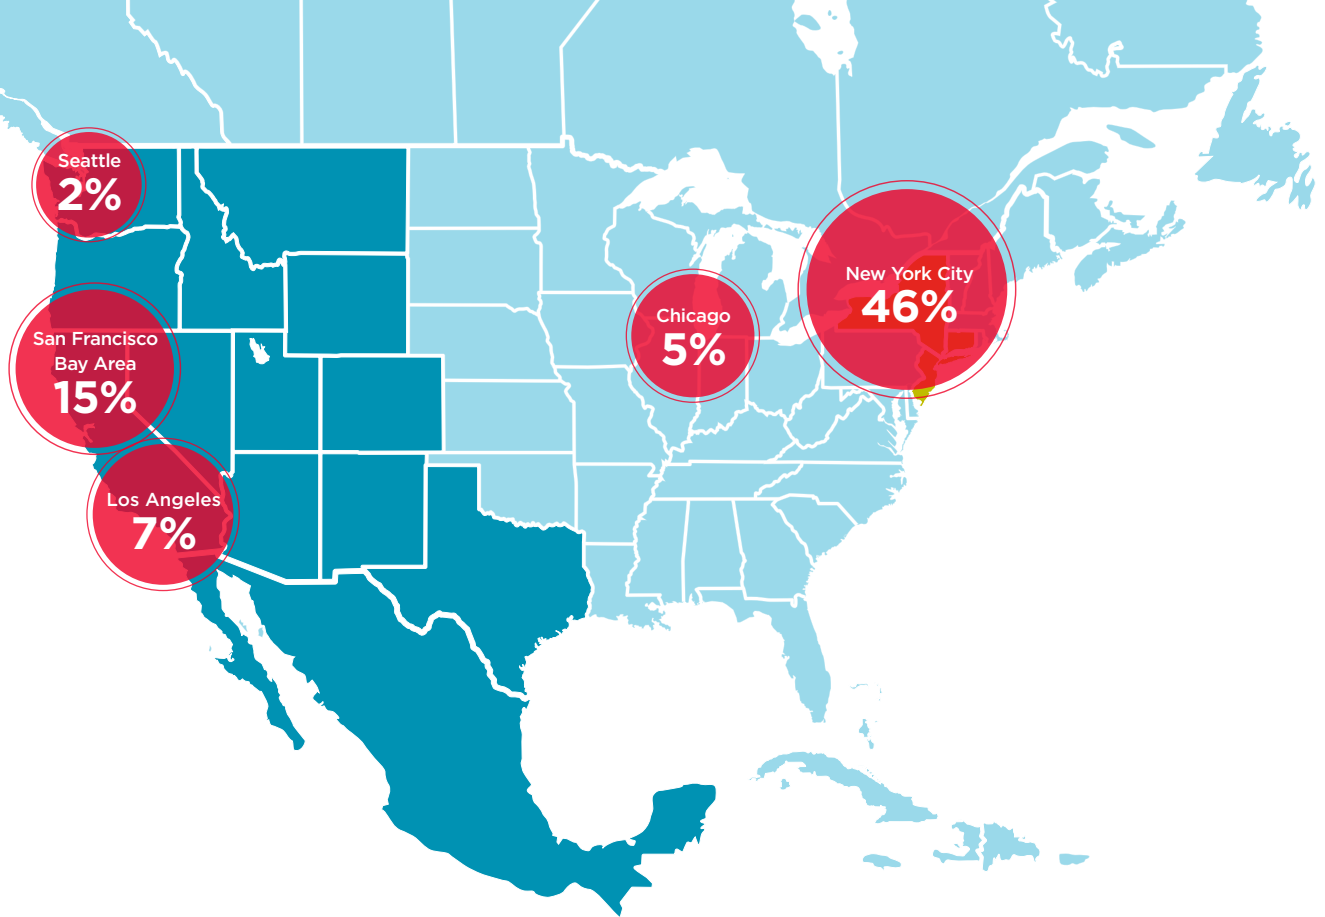 Seattle
2%
San Francisco
Bay Area
15%
Los Angeles
7%
Chicago
5%
New York City
46%